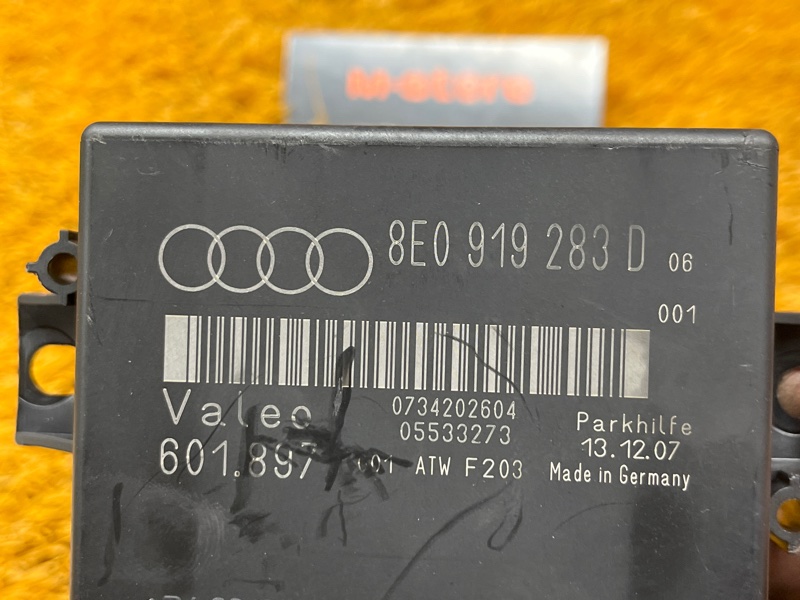 M-otors
8E0 919 283 D 06
001
Valeo 0734202604 Parkhilfe
05533273 13.12.07
601.897 001 ATW F203 Made in Germany